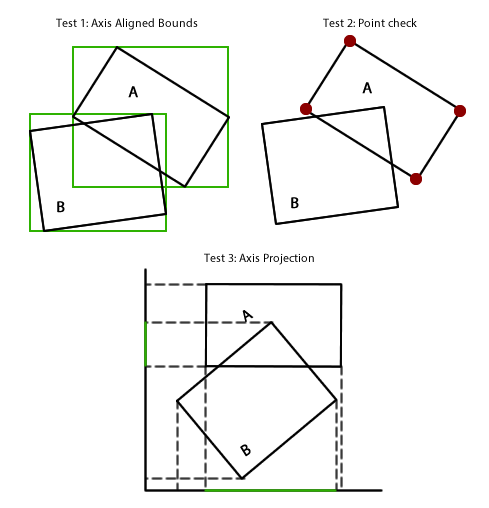 Test 1: Axis Aligned Bounds
Test 2: Point check
A
A
B
B
Test 3: Axis Projection
A
B